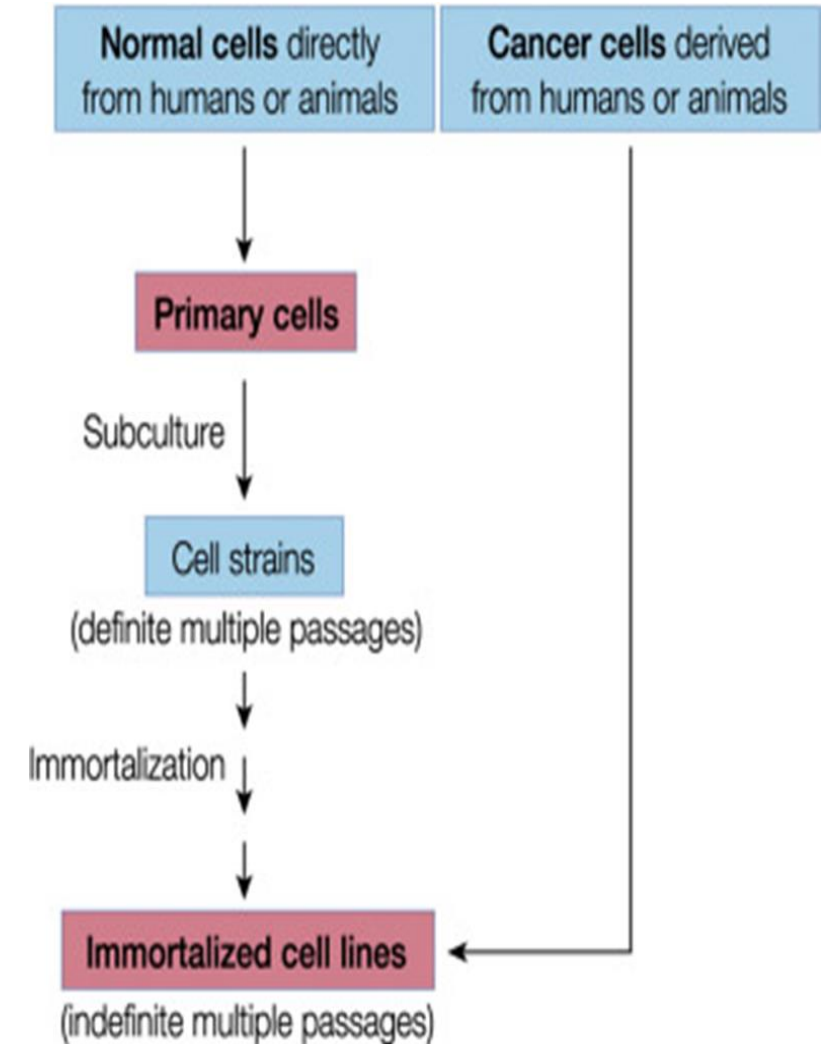 Normal cells directly
from humans or animals
Cancer cells derived
from humans or animals
Primary cells
Subculture
Cell strains
(definite multiple passages)
Immortalization
Immortalized cell lines
(indefinite multiple passages)